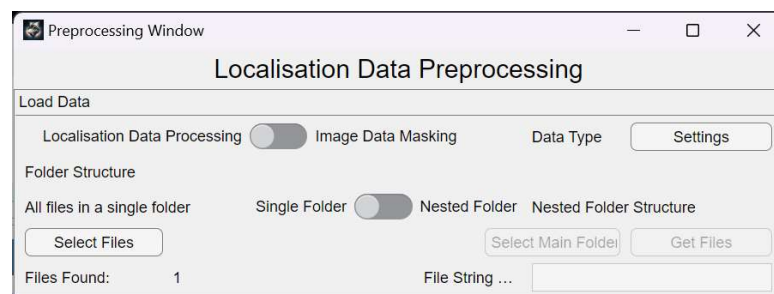 Preprocessing Window
Localisation Data Preprocessing
Load Data
Localisation Data Processing Image Data Masking Data Type Settings
Folder Structure
All files in a single folder Single Folder Nested Folder Nested Folder Structure
Select Files Select Main Folder Get Files
Files Found: 1 File String ...